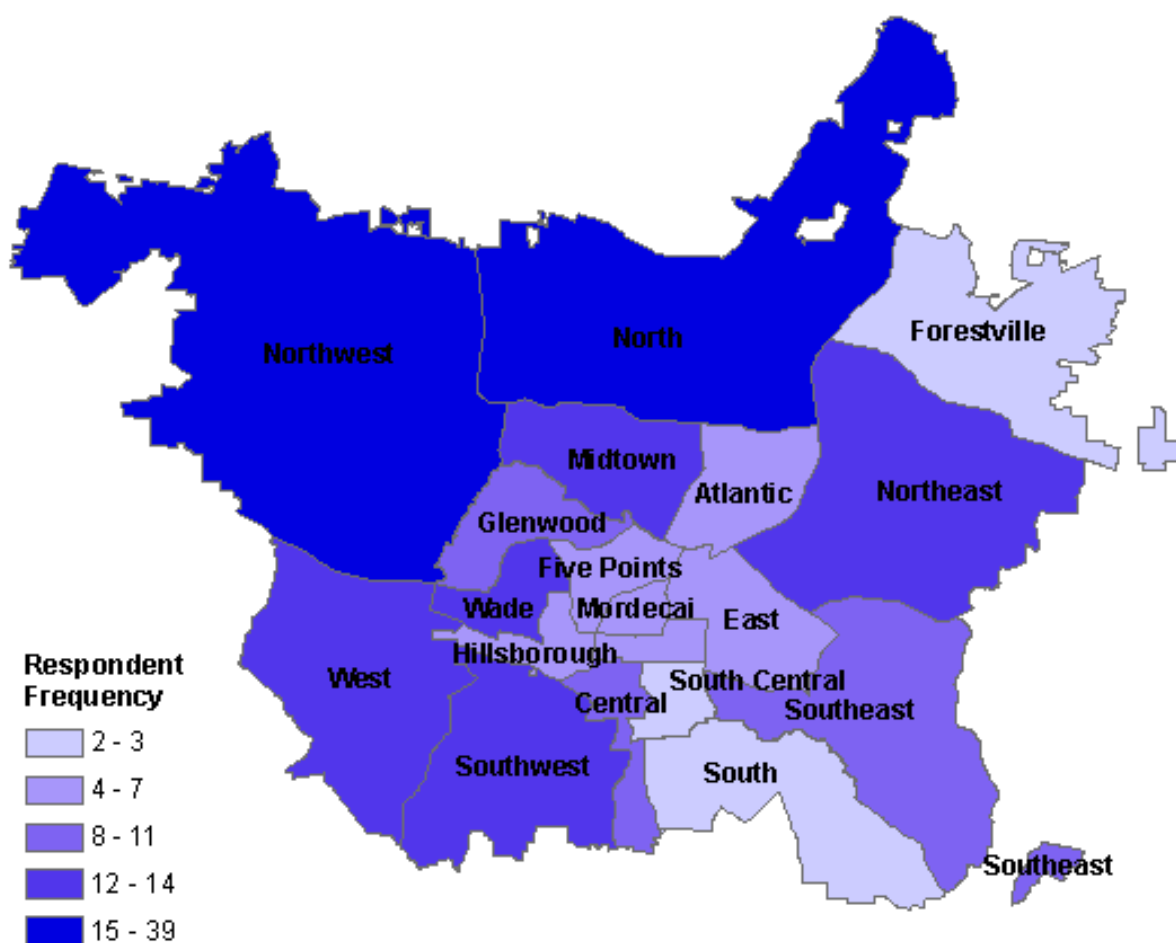 North
Forestville
Northwest
Midtown
Atlantic
Northeast
Glenwood
Five Points
Wade
Mordecai
East
Hillsborough
West
South Central
Central
Southeast
Southwest
South
Southeast
Respondent
Frequency
2 - 3
4 - 7
8 - 11
12 - 14
15 - 39